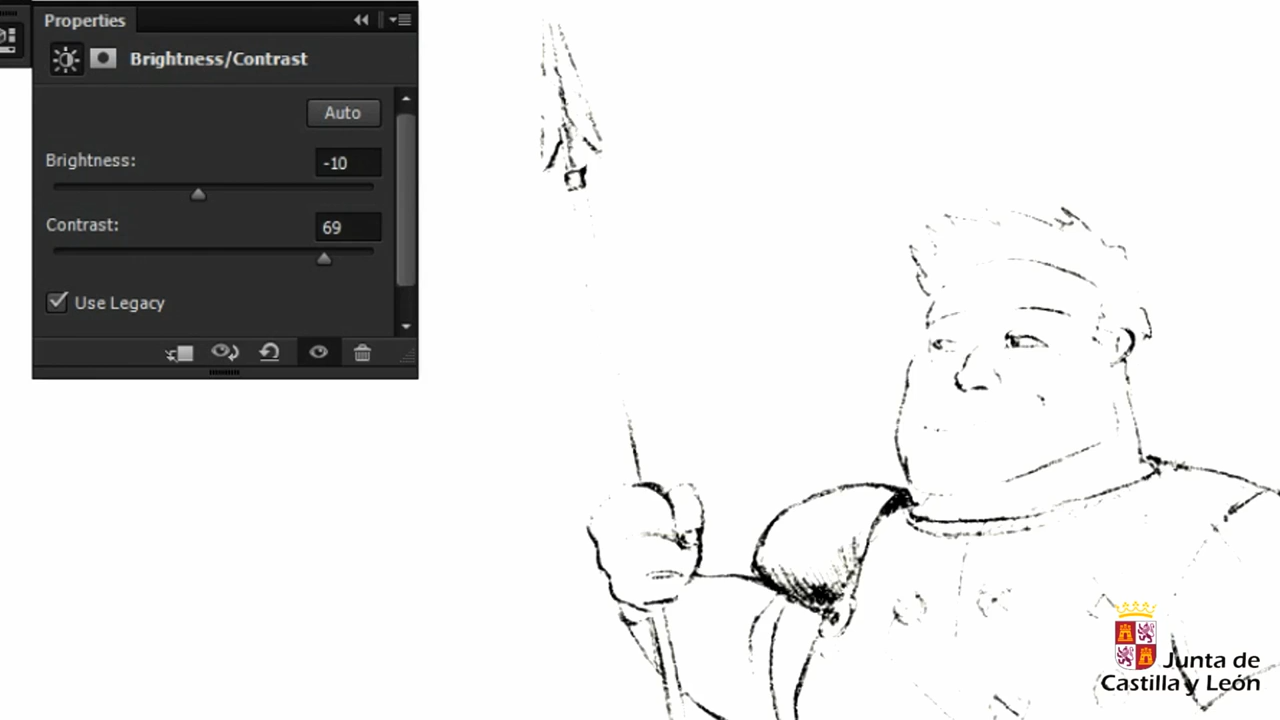 Properties
Brightness/Contrast
Auto
Brightness:
-10
Contrast:
69
Use Legacy
Junta de
Castilla y León